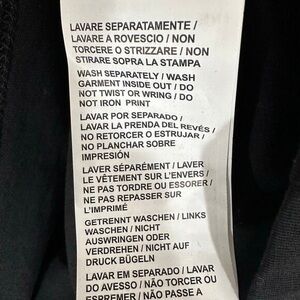 LAVARE SEPARATAMENTE /
LAVARE A ROVESCIO / NON
TORCERE O STRIZZARE / NON
STIRARE SOPRA LA STAMPA
WASH SEPARATELY / WASH
GARMENT INSIDE OUT / DO
NOT TWIST OR WRING / DO
NOT IRON PRINT
LAVAR POR SEPARADO /
LAVAR LA PRENDA DEL REVÉS /
NO RETORCER O ESTRUJAR /
NO PLANCHAR SOBRE
IMPRESIÓN
LAVER SÉPARÉMENT / LAVER
LE VÊTEMENT SUR L'ENVERS /
NE PAS TORDRE OU ESSORER /
NE PAS REPASSER SUR
L'IMPRIMÉ
GETRENNT WASCHEN / LINKS
WASCHEN / NICHT
AUSWRINGEN ODER
VERDREHEN / NICHT AUF
DRUCK BÜGELN
LAVAR EM SEPARADO / LAVAR
DO AVESSO / NÃO TORCER OU
ESPREMER / NÃO PASSE A